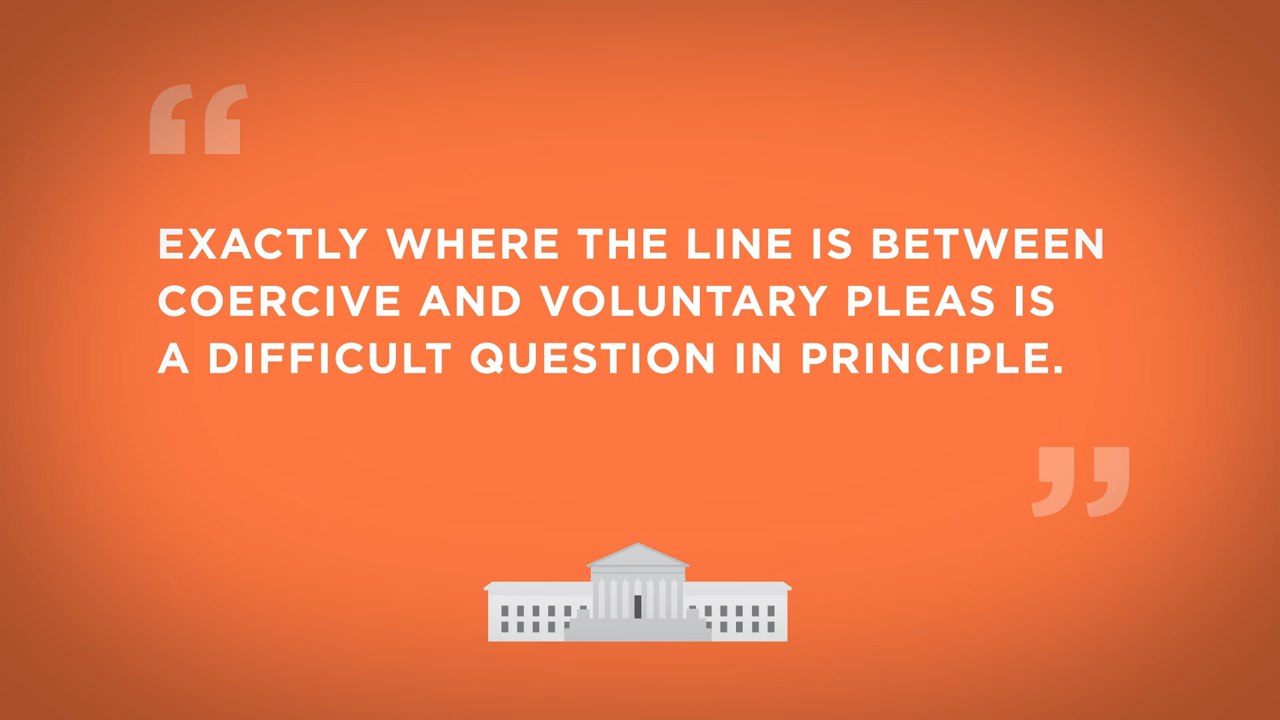 “
EXACTLY WHERE THE LINE IS BETWEEN
COERCIVE AND VOLUNTARY PLEAS IS
A DIFFICULT QUESTION IN PRINCIPLE.
”